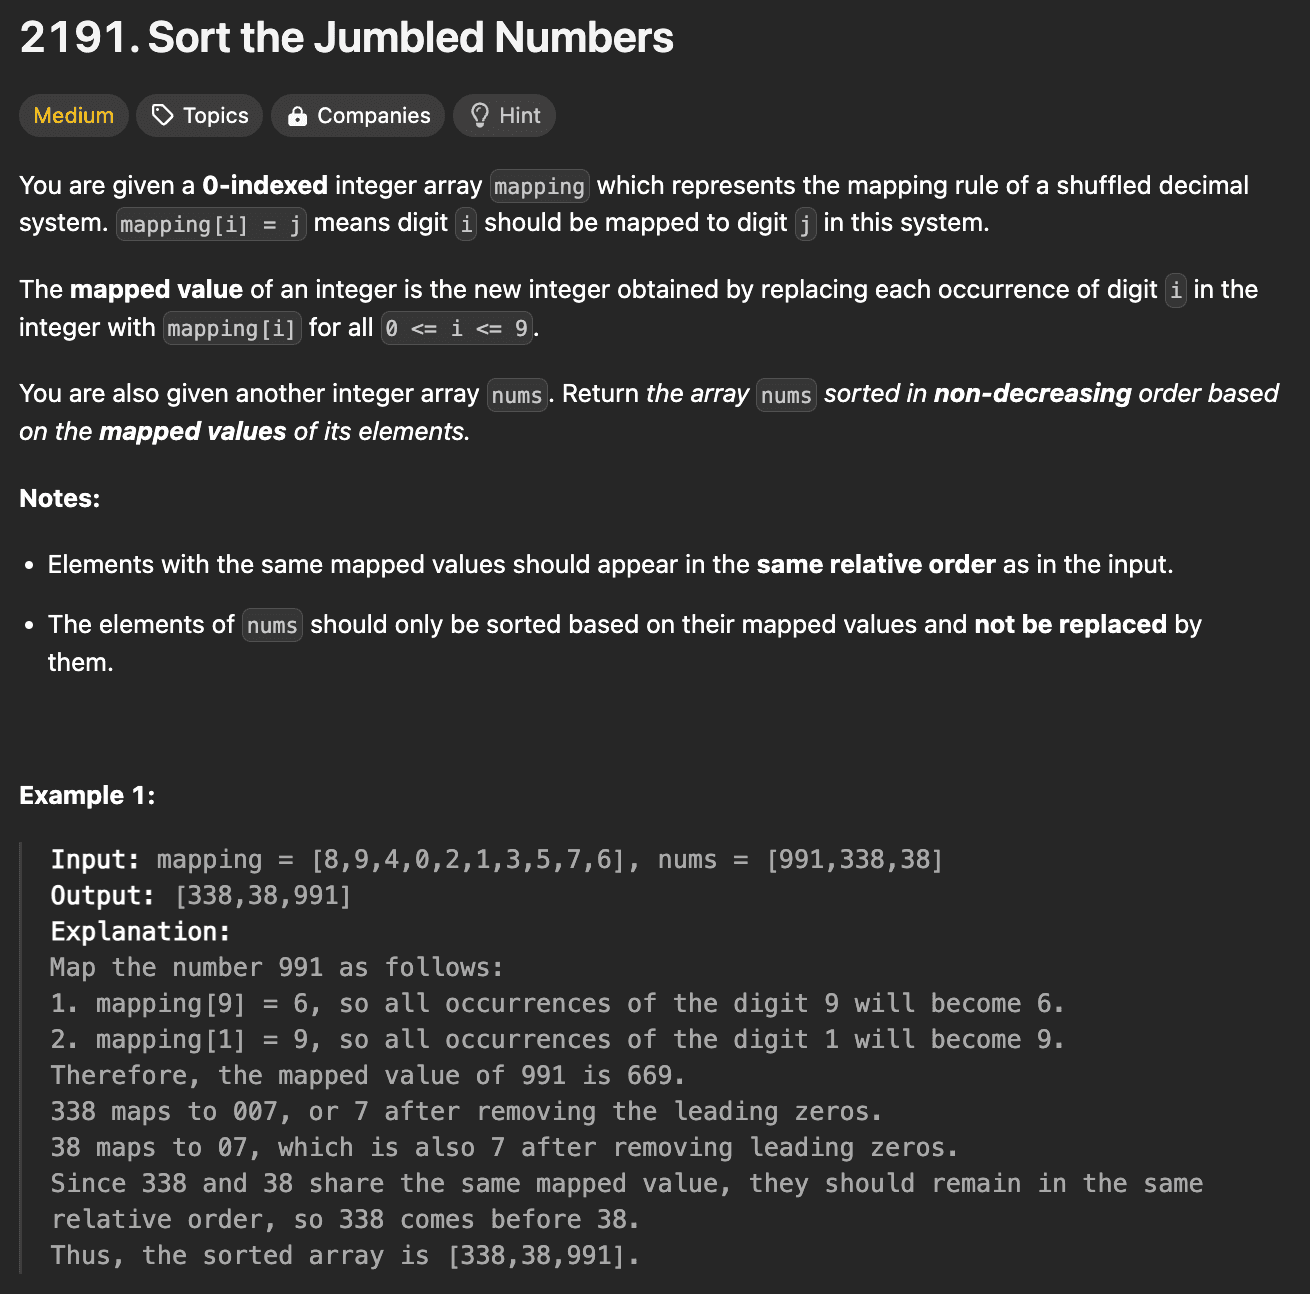 2191. Sort the Jumbled Numbers
Medium Topics Companies Hint
You are given a 0-indexed integer array mapping which represents the mapping rule of a shuffled decimal
system. mapping[i] = j means digit i should be mapped to digit j in this system.
The mapped value of an integer is the new integer obtained by replacing each occurrence of digit i in the
integer with mapping[i] for all 0 <= i <= 9.
You are also given another integer array nums. Return the array nums sorted in non-decreasing order based
on the mapped values of its elements.
Notes:
• Elements with the same mapped values should appear in the same relative order as in the input.
• The elements of nums should only be sorted based on their mapped values and not be replaced by
them.
Example 1:
Input: mapping = [8,9,4,0,2,1,3,5,7,6], nums = [991,338,38]
Output: [338,38,991]
Explanation:
Map the number 991 as follows:
1. mapping[9] = 6, so all occurrences of the digit 9 will become 6.
2. mapping[1] = 9, so all occurrences of the digit 1 will become 9.
Therefore, the mapped value of 991 is 669.
338 maps to 007, or 7 after removing the leading zeros.
38 maps to 07, which is also 7 after removing leading zeros.
Since 338 and 38 share the same mapped value, they should remain in the same
relative order, so 338 comes before 38.
Thus, the sorted array is [338,38,991].